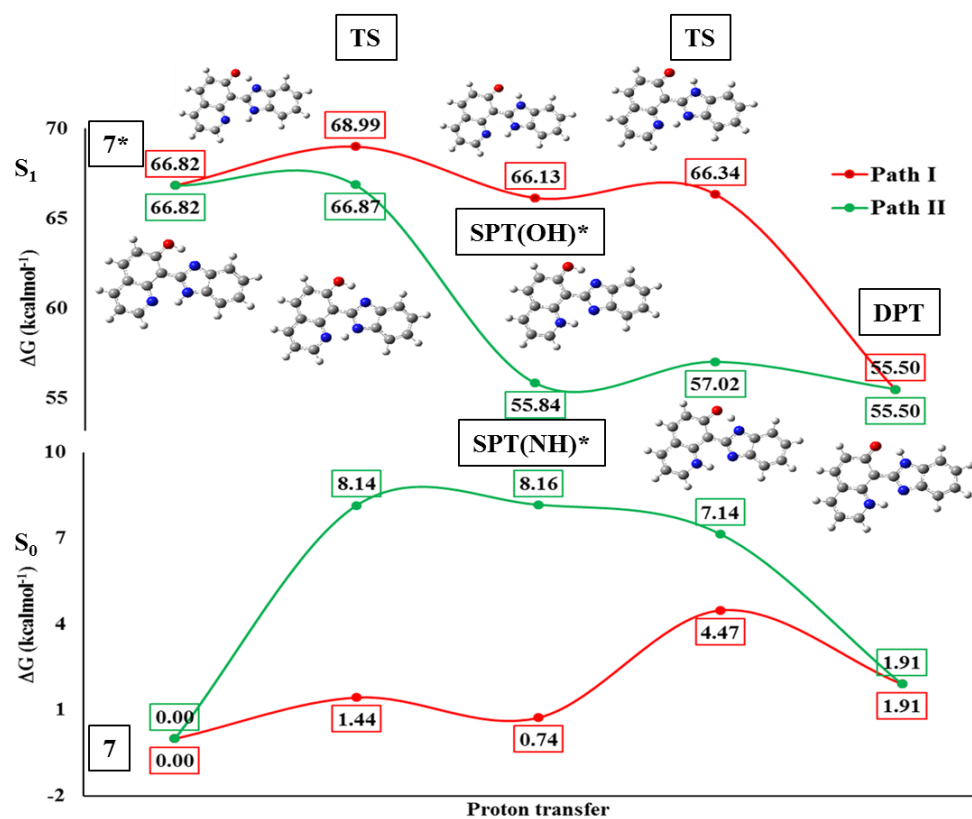 TS
TS
70
7*
68.99
S1
66.82
66.13
66.34
Path I
66.82
66.87
Path II
65
SPT(OH)*
ΔG (kcalmol-1)
60
DPT
55.50
55
55.84
57.02
55.50
SPT(NH)*
10
8.14
8.16
7.14
7
S0
ΔG (kcalmol-1)
4
4.47
1.91
1.91
1
0.00
1.44
0.74
7
0.00
-2
Proton transfer